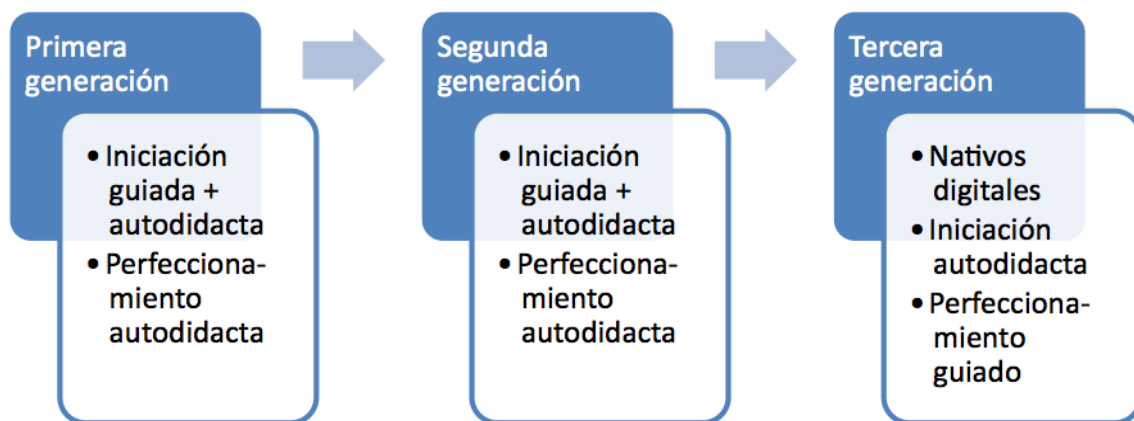 Primera
generación
• Iniciación
guiada +
autodidacta
• Perfecciona-
miento
autodidacta
Segunda
generación
• Iniciación
guiada +
autodidacta
• Perfecciona-
miento
autodidacta
Tercera
generación
• Nativos
digitales
• Iniciación
autodidacta
• Perfecciona-
miento
guiado